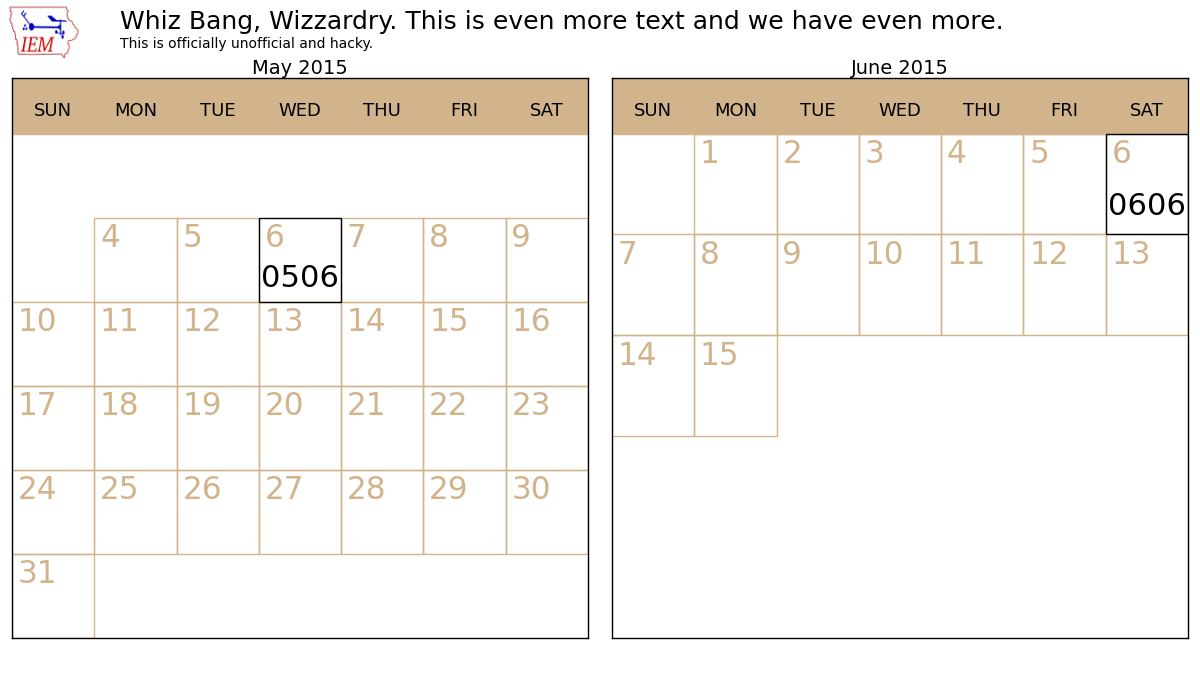 IEM
Whiz Bang, Wizzardry. This is even more text and we have even more.
This is officially unofficial and hacky.
May 2015
SUN MON TUE WED THU FRI SAT
4 5 6 7 8 9
0506
10 11 12 13 14 15 16
17 18 19 20 21 22 23
24 25 26 27 28 29 30
31
June 2015
SUN MON TUE WED THU FRI SAT
1 2 3 4 5 6
0606
7 8 9 10 11 12 13
14 15